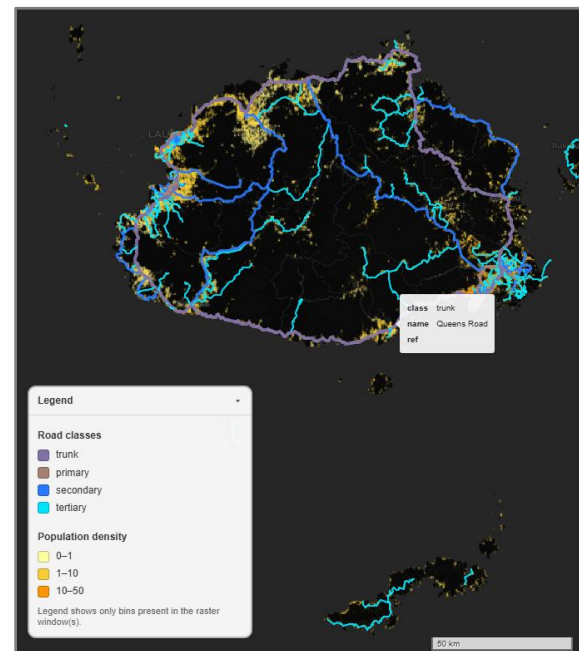 class trunk
name Queens Road
ref
Legend
Road classes
trunk
primary
secondary
tertiary
Population density
0–1
1–10
10–50
Legend shows only bins present in the raster
window(s).
50 km